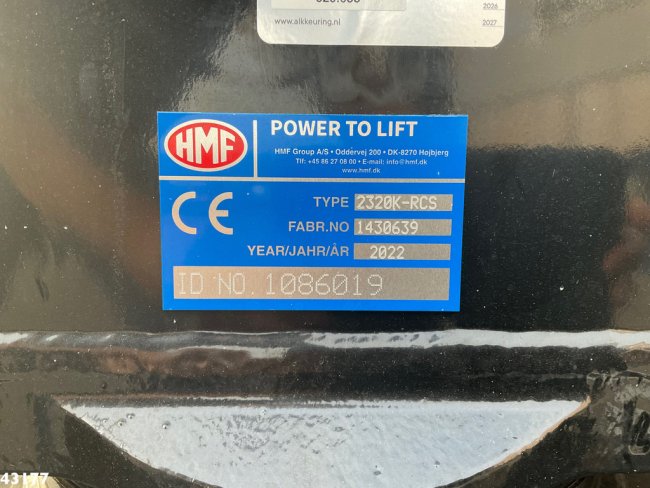 www.alkkeuring.nl
2026
2027
HMF
POWER TO LIFT
HMF Group A/S • Oddervej 200 • DK-8270 Højbjerg
Tlf: +45 86 27 08 00 • E-mail: info@hmf.dk
www.hmf.dk
CE
TYPE 2320K-RCS
FABR.NO 1430639
YEAR/JAHR/ÅR 2022
ID NO. 1086019
43177